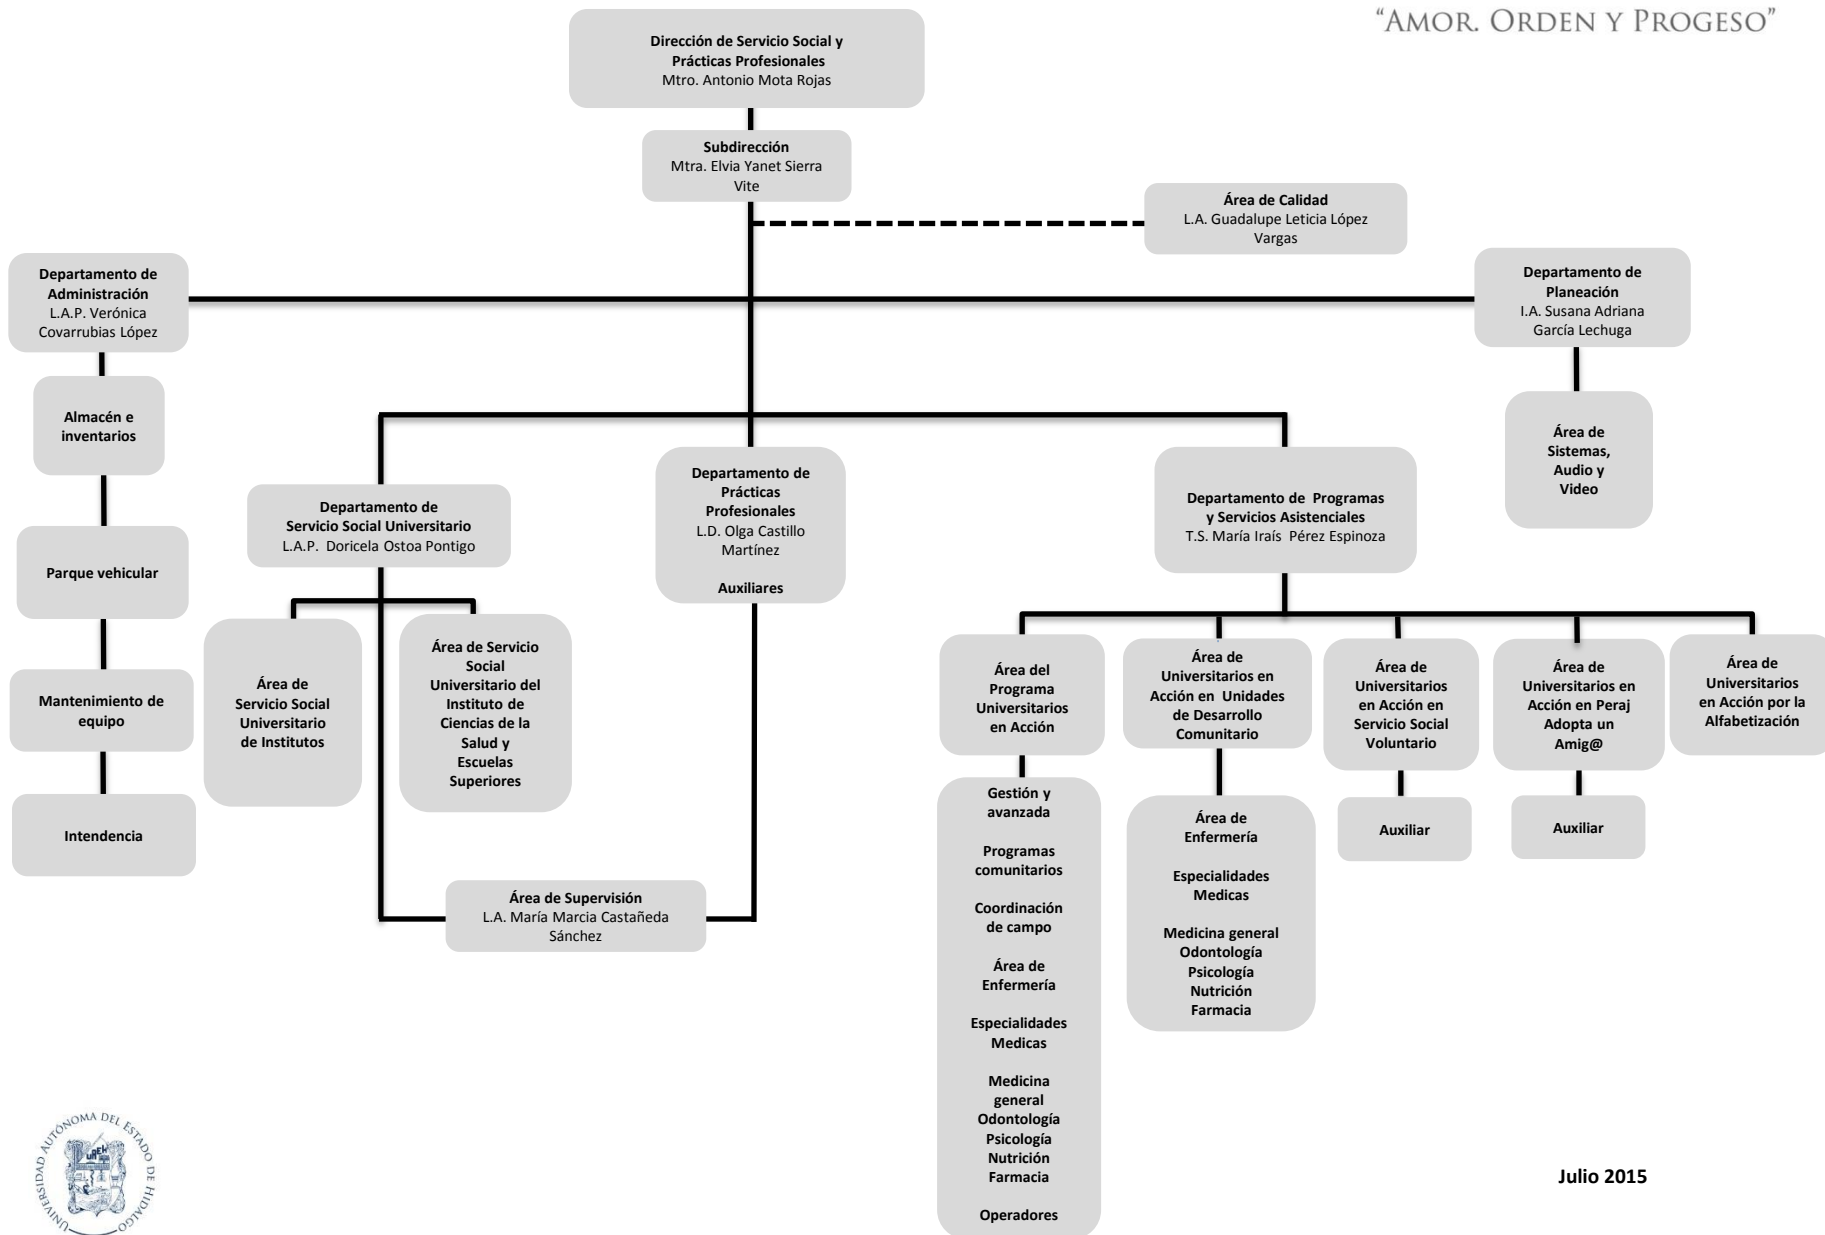 “AMOR. ORDEN Y PROGESO”
Dirección de Servicio Social y
Prácticas Profesionales
Mtro. Antonio Mota Rojas
Subdirección
Mtra. Elvia Yanet Sierra
Vite
Área de Calidad
L.A. Guadalupe Leticia López
Vargas
Departamento de
Administración
L.A.P. Verónica
Covarrubias López
Departamento de
Planeación
I.A. Susana Adriana
García Lechuga
Almacén e
inventarios
Parque vehicular
Mantenimiento de
equipo
Intendencia
Área de
Sistemas,
Audio y
Video
Departamento de
Servicio Social Universitario
L.A.P. Doricela Ostoa Pontigo
Departamento de
Prácticas
Profesionales
L.D. Olga Castillo
Martínez
Auxiliares
Departamento de Programas
y Servicios Asistenciales
T.S. María Iraís Pérez Espinoza
Área de
Servicio Social
Universitario
de Institutos
Área de Servicio
Social
Universitario del
Instituto de
Ciencias de la
Salud y
Escuelas
Superiores
Área de Supervisión
L.A. María Marcia Castañeda
Sánchez
Área del
Programa
Universitarios
en Acción
Gestión y
avanzada
Programas
comunitarios
Coordinación
de campo
Área de
Enfermería
Especialidades
Medicas
Medicina
general
Odontología
Psicología
Nutrición
Farmacia
Operadores
Área de
Universitarios en
Acción en Unidades
de Desarrollo
Comunitario
Área de
Enfermería
Especialidades
Medicas
Medicina general
Odontología
Psicología
Nutrición
Farmacia
Área de
Universitarios
en Acción en
Servicio Social
Voluntario
Auxiliar
Área de
Universitarios en
Acción en Peraj
Adopta un
Amig@
Auxiliar
Área de
Universitarios
en Acción por la
Alfabetización
UNIVERSIDAD AUTÓNOMA DEL ESTADO DE HIDALGO
UAEH
Julio 2015